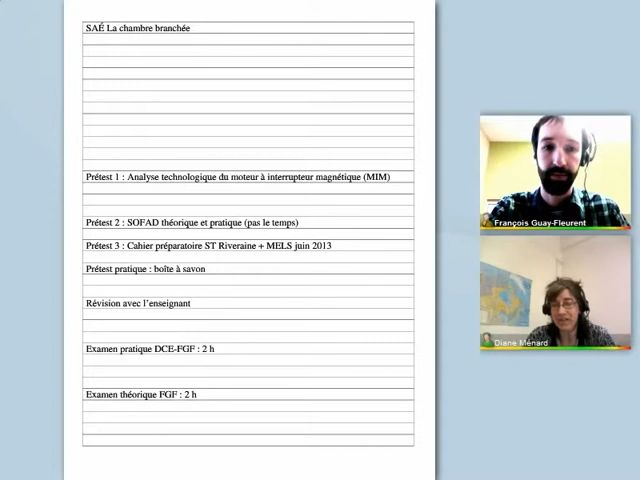 SAÉ La chambre branchée
Prétest 1 : Analyse technologique du moteur à interrupteur magnétique (MIM)
Prétest 2 : SOFAD théorique et pratique (pas le temps)
Prétest 3 : Cahier préparatoire ST Riveraine + MELS juin 2013
Prétest pratique : boîte à savon
Révision avec l'enseignant
Examen pratique DCE-FGF : 2 h
Examen théorique FGF : 2 h
François Guay-Fleurent
Diane Ménard